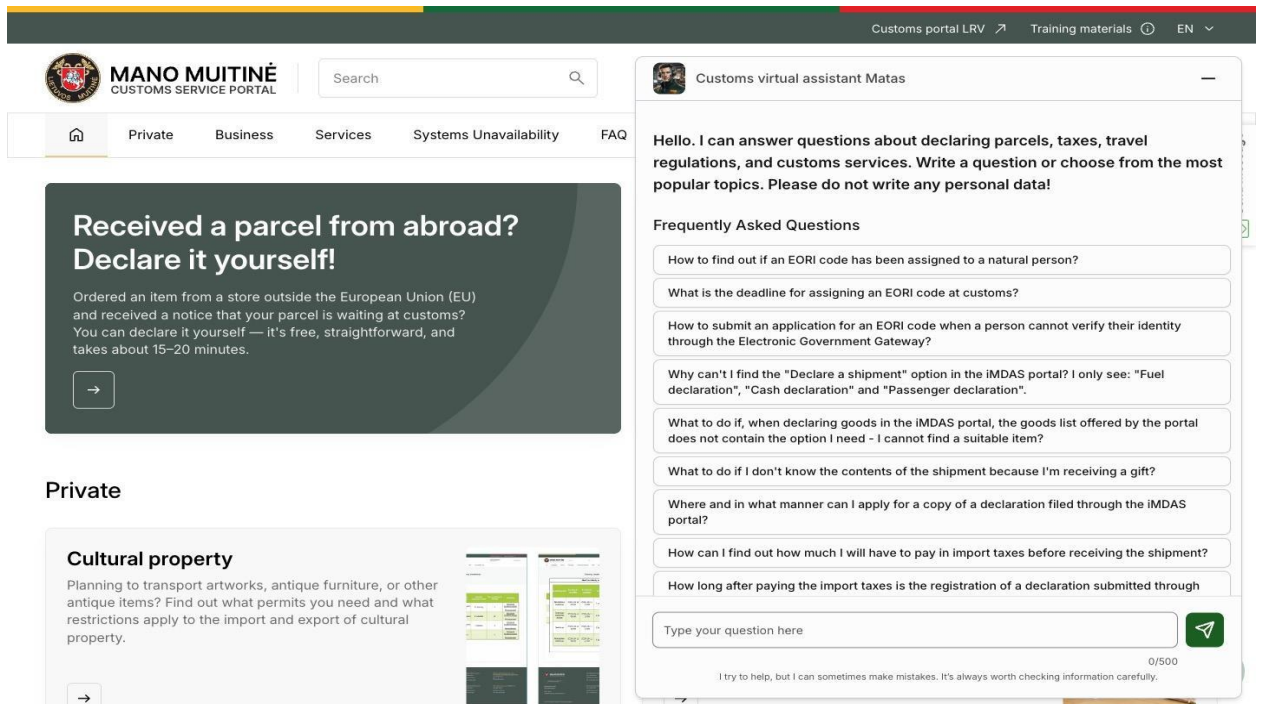 Customs portal LRV
Training materials
EN
MANO MUITINĖ
CUSTOMS SERVICE PORTAL
Search
Private
Business
Services
Systems Unavailability
FAQ
Received a parcel from abroad?
Declare it yourself!
Ordered an item from a store outside the European Union (EU)
and received a notice that your parcel is waiting at customs?
You can declare it yourself — it's free, straightforward, and
takes about 15–20 minutes.
Private
Cultural property
Planning to transport artworks, antique furniture, or other
antique items? Find out what permits you need and what
restrictions apply to the import and export of cultural
property.
Customs virtual assistant Matas
Hello. I can answer questions about declaring parcels, taxes, travel
regulations, and customs services. Write a question or choose from the most
popular topics. Please do not write any personal data!
Frequently Asked Questions
How to find out if an EORI code has been assigned to a natural person?
What is the deadline for assigning an EORI code at customs?
How to submit an application for an EORI code when a person cannot verify their identity
through the Electronic Government Gateway?
Why can't I find the "Declare a shipment" option in the iMDAS portal? I only see: "Fuel
declaration", "Cash declaration" and "Passenger declaration".
What to do if, when declaring goods in the iMDAS portal, the goods list offered by the portal
does not contain the option I need - I cannot find a suitable item?
What to do if I don't know the contents of the shipment because I'm receiving a gift?
Where and in what manner can I apply for a copy of a declaration filed through the iMDAS
portal?
How can I find out how much I will have to pay in import taxes before receiving the shipment?
How long after paying the import taxes is the registration of a declaration submitted through
Type your question here
0/500
I try to help, but I can sometimes make mistakes. It's always worth checking information carefully.